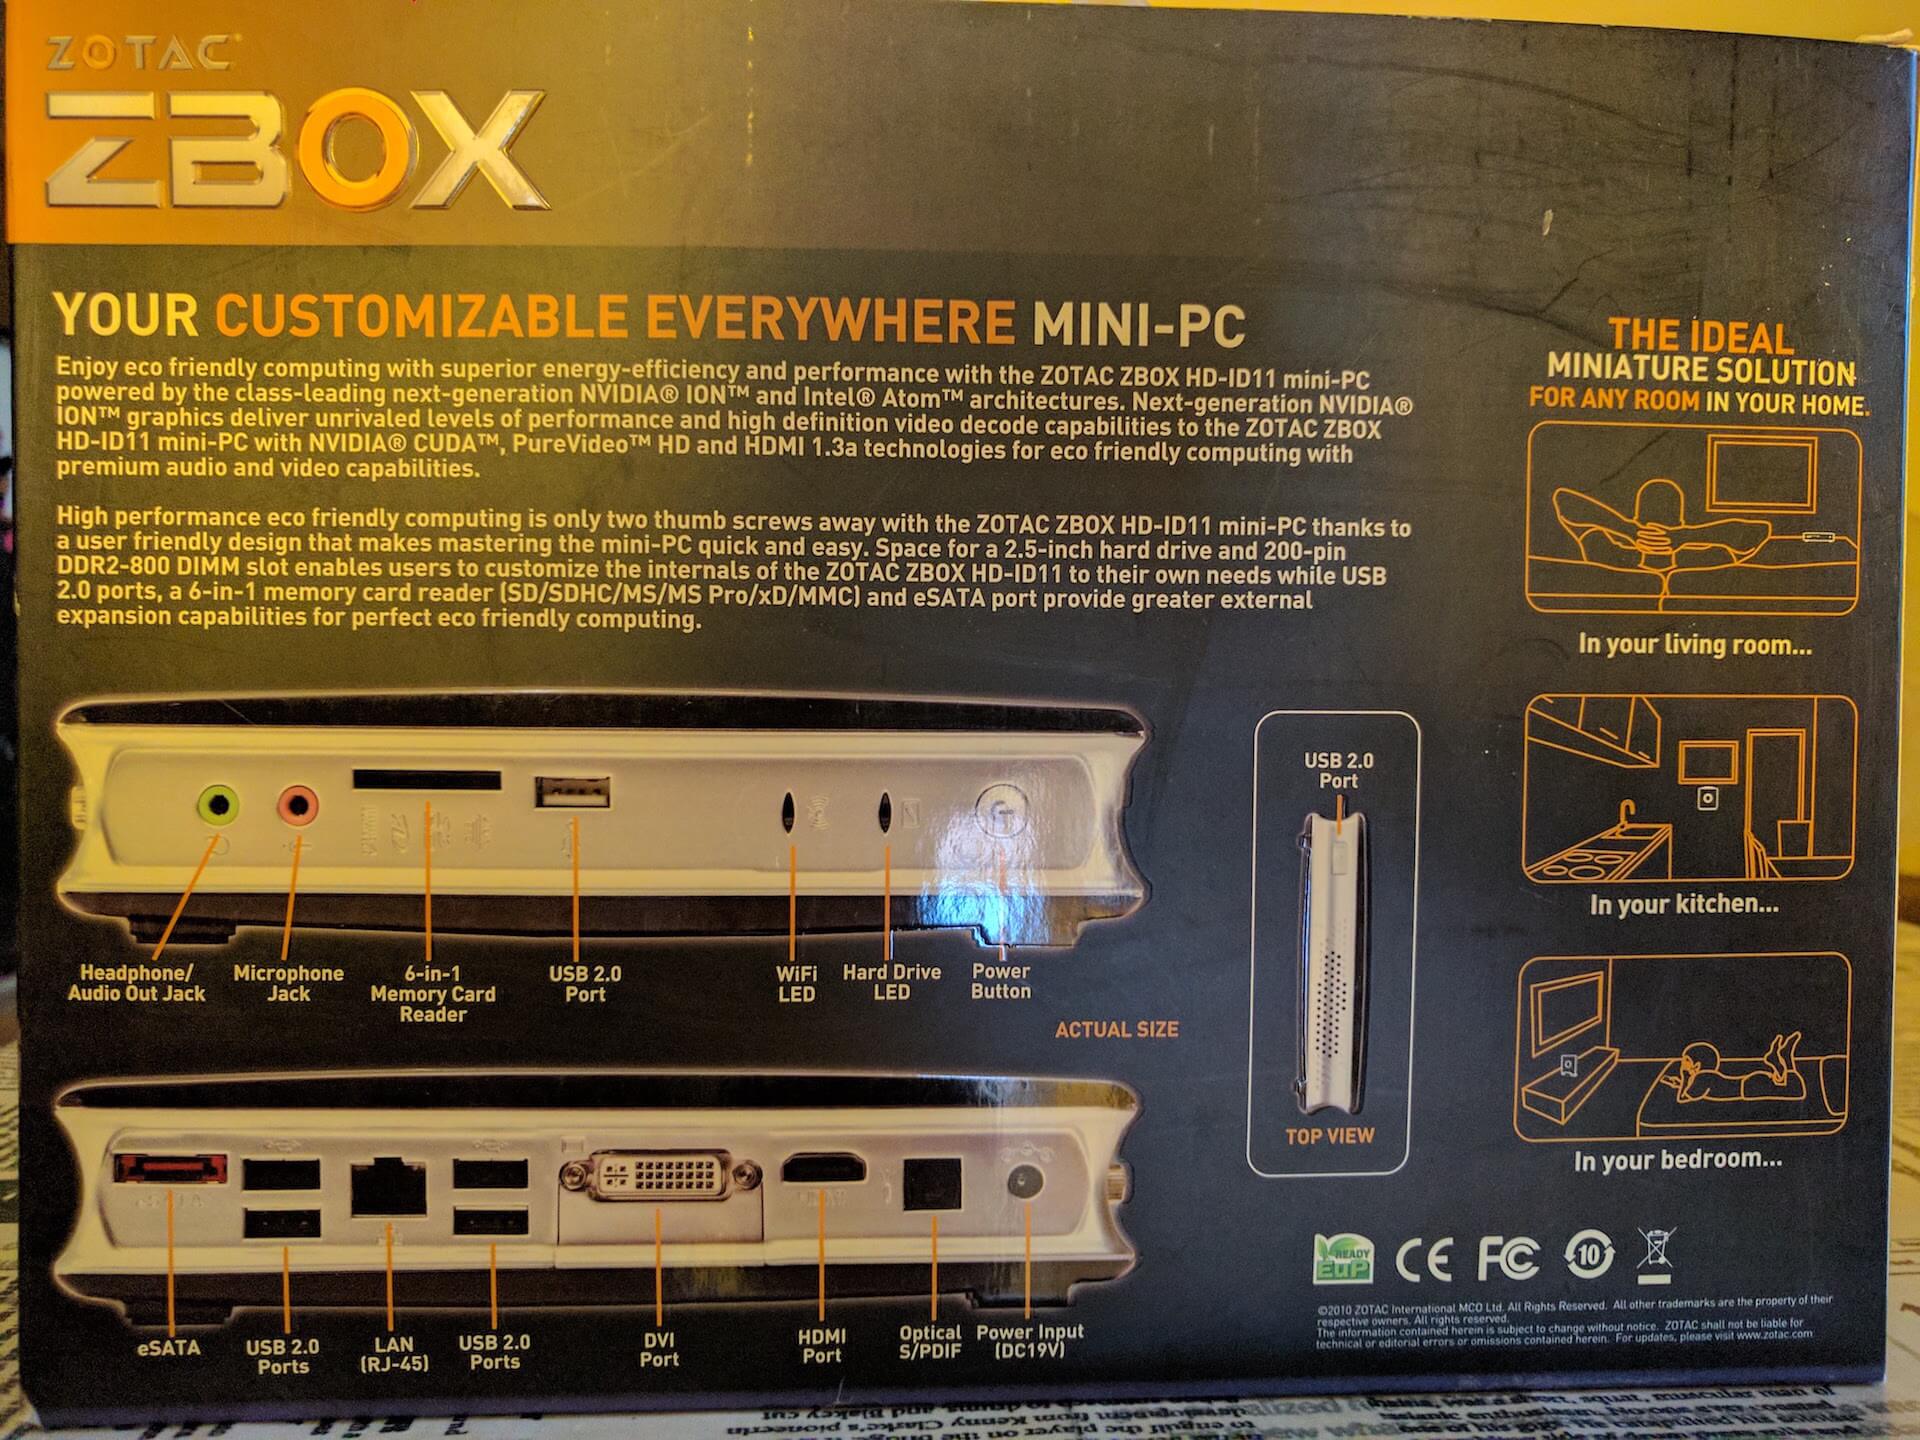 ZOTAC
ZBOX
YOUR CUSTOMIZABLE EVERYWHERE MINI-PC
Enjoy eco friendly computing with superior energy-efficiency and performance with the ZOTAC ZBOX HD-ID11 mini-PC
powered by the class-leading next-generation NVIDIA® ION™ and Intel® Atom™ architectures. Next-generation NVIDIA®
ION™ graphics deliver unrivaled levels of performance and high definition video decode capabilities to the ZOTAC ZBOX
HD-ID11 mini-PC with NVIDIA® CUDA™, PureVideo™ HD and HDMI 1.3a technologies for eco friendly computing with
premium audio and video capabilities.
High performance eco friendly computing is only two thumb screws away with the ZOTAC ZBOX HD-ID11 mini-PC thanks to
a user friendly design that makes mastering the mini-PC quick and easy. Space for a 2.5-inch hard drive and 200-pin
DDR2-800 DIMM slot enables users to customize the internals of the ZOTAC ZBOX HD-ID11 to their own needs while USB
2.0 ports, a 6-in-1 memory card reader (SD/SDHC/MS/MS Pro/xD/MMC) and eSATA port provide greater external
expansion capabilities for perfect eco friendly computing.
THE IDEAL
MINIATURE SOLUTION
FOR ANY ROOM IN YOUR HOME.
In your living room...
In your kitchen...
In your bedroom...
Headphone/
Audio Out Jack
Microphone
Jack
6-in-1
Memory Card
Reader
USB 2.0
Port
WiFi
LED
Hard Drive
LED
Power
Button
ACTUAL SIZE
USB 2.0
Port
TOP VIEW
eSATA
USB 2.0
Ports
LAN
(RJ-45)
USB 2.0
Ports
DVI
Port
HDMI
Port
Optical
S/PDIF
Power Input
(DC19V)
READY
EuP
CE FC 10
©2010 ZOTAC International MCO Ltd. All Rights Reserved. All other trademarks are the property of their
respective owners. All rights reserved.
The information contained herein is subject to change without notice. ZOTAC shall not be liable for
technical or editorial errors or omissions contained herein. For updates, please visit www.zotac.com